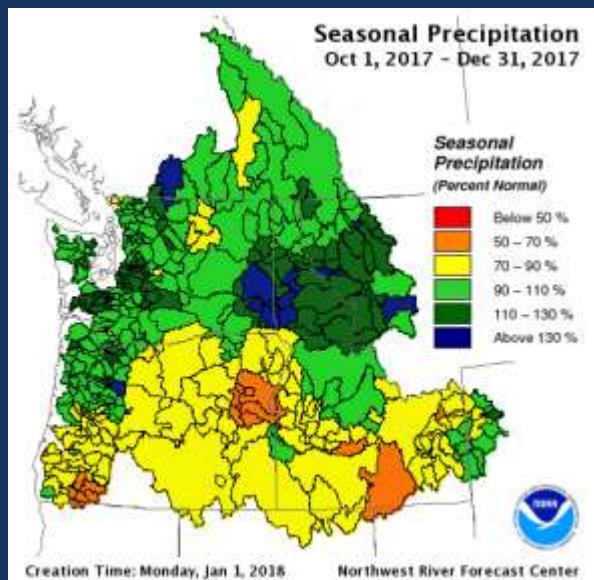 Seasonal Precipitation
Oct 1, 2017 – Dec 31, 2017
Seasonal
Precipitation
(Percent Normal)
Below 50 %
50 – 70 %
70 – 90 %
90 – 110 %
110 – 130 %
Above 130 %
NOAA
Creation Time: Monday, Jan 1, 2018
Northwest River Forecast Center